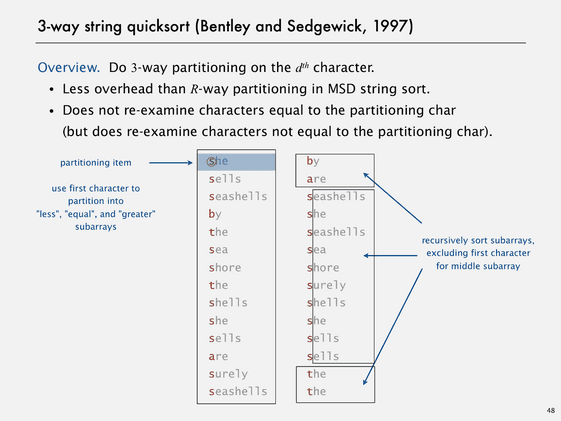 3-way string quicksort (Bentley and Sedgewick, 1997)
Overview. Do 3-way partitioning on the dth character.
• Less overhead than R-way partitioning in MSD string sort.
• Does not re-examine characters equal to the partitioning char
(but does re-examine characters not equal to the partitioning char).
partitioning item
use first character to
partition into
"less", "equal", and "greater"
subarrays
she
sells
seashells
by
the
sea
shore
the
shells
she
sells
are
surely
seashells
by
are
seashells
she
seashells
sea
shore
surely
shells
she
sells
sells
the
the
recursively sort subarrays,
excluding first character
for middle subarray
48